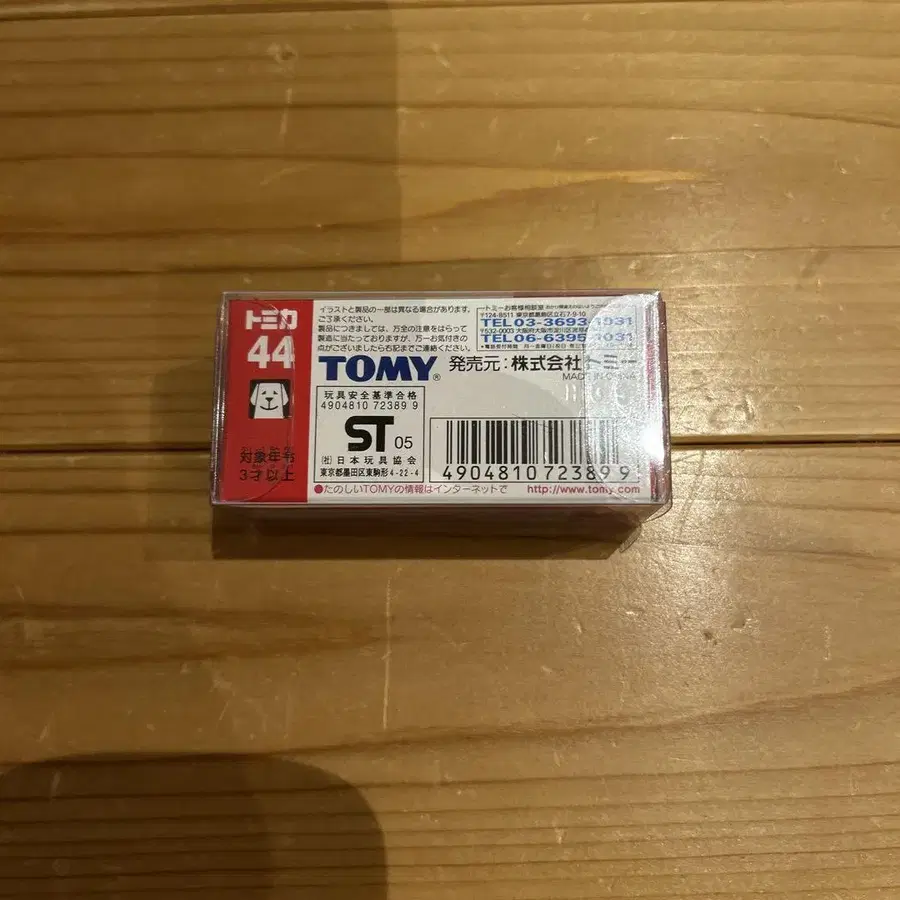 トミカ
44
対象年令
3才以上
イラストと製品の一部は異なる場合があります。
ご了承ください。
製品につきましては、万全の注意をはらって
製造に当たっておりますが、万一お気付きの
点がございましたら右記までご連絡ください。
トミーお客様相談室
〒124-8511 東京都葛飾区立石7-9-10
TEL03-3693 1031
〒532-0003 大阪府大阪市淀川区宮原
TEL06-6395 1031
TOMY®
発売元:株式会社トミー
MADE IN CHINA
玩具安全基準合格
4904810 72389 9
ST 05
(社)日本玩具協会
東京都墨田区東駒形4-22-4
4904810723899
●たのしいTOMYの情報はインターネットで http://www.tomy.com